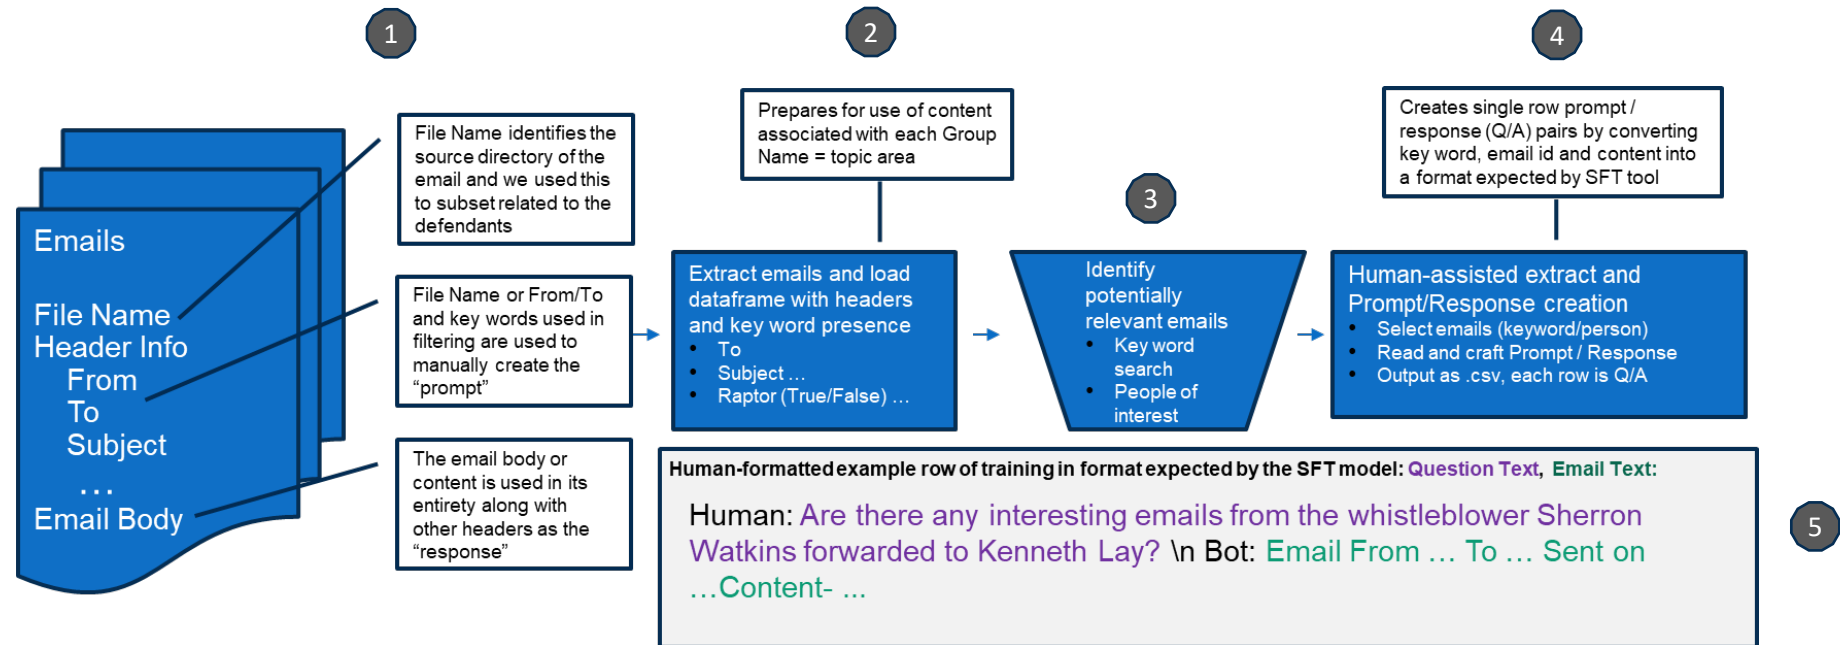 1
2
4
3
5
Emails
File Name
Header Info
From
To
Subject
…
Email Body
File Name identifies the
source directory of the
email and we used this
to subset related to the
defendants
File Name or From/To
and key words used in
filtering are used to
manually create the
“prompt”
The email body or
content is used in its
entirety along with
other headers as the
“response”
Prepares for use of content
associated with each Group
Name = topic area
Extract emails and load
dataframe with headers
and key word presence
• To
• Subject …
• Raptor (True/False) …
Identify
potentially
relevant emails
• Key word
search
• People of
interest
Creates single row prompt /
response (Q/A) pairs by converting
key word, email id and content into
a format expected by SFT tool
Human-assisted extract and
Prompt/Response creation
• Select emails (keyword/person)
• Read and craft Prompt / Response
• Output as .csv, each row is Q/A
Human-formatted example row of training in format expected by the SFT model: Question Text, Email Text:
Human: Are there any interesting emails from the whistleblower Sherron
Watkins forwarded to Kenneth Lay? \n Bot: Email From … To … Sent on
…Content- ...